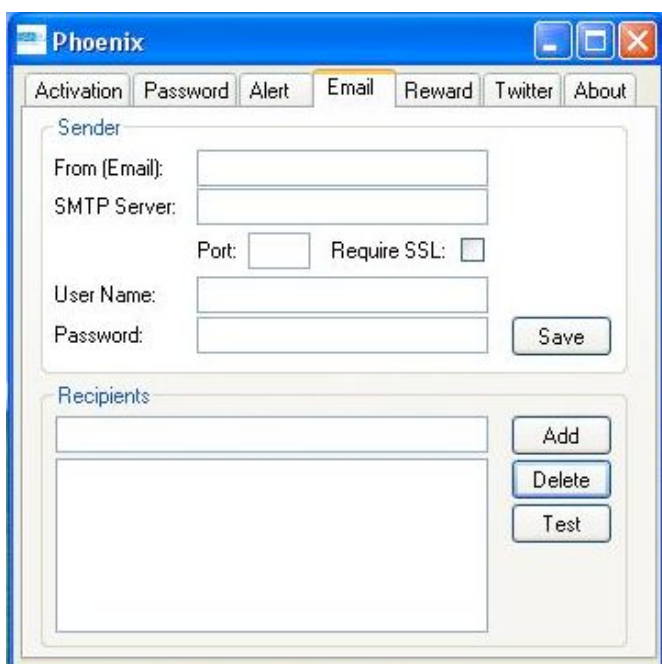 Phoenix
Activation Password Alert Email Reward Twitter About
Sender
From (Email):
SMTP Server:
Port: Require SSL:
User Name:
Password: Save
Recipients
Add
Delete
Test